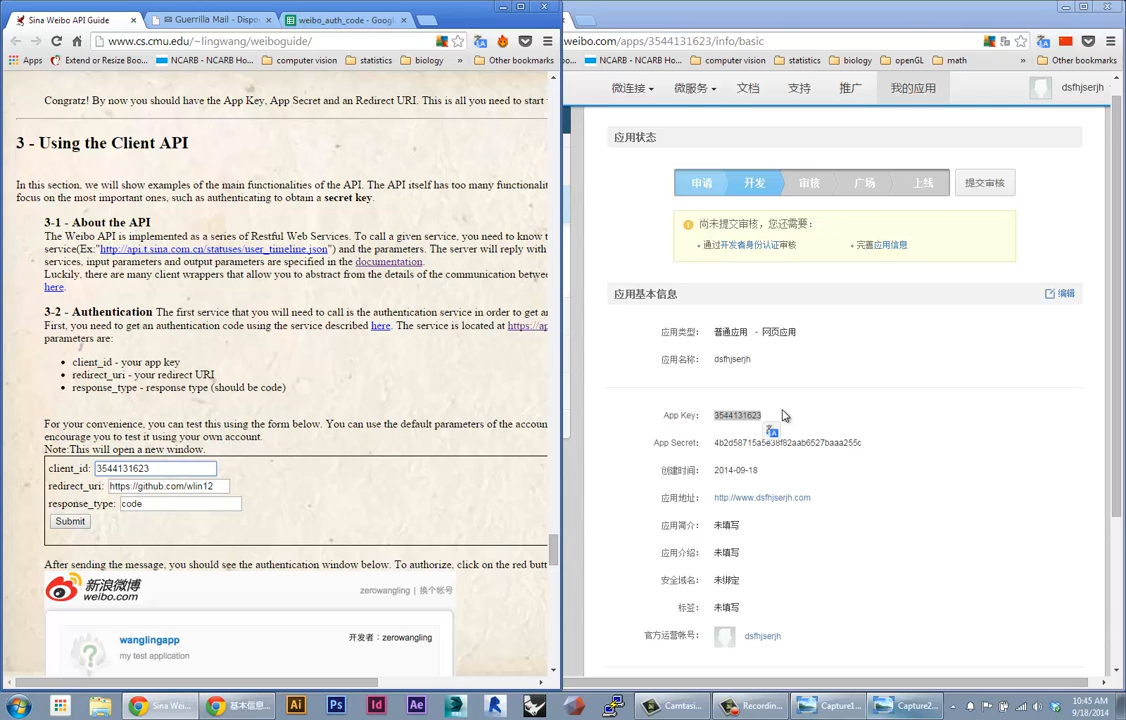 Sina Weibo API Guide
Guerrilla Mail - Dispo
weibo_auth_code - Googl
www.cs.cmu.edu/~lingwang/weiboguide/
Apps
Extend or Resize Boo...
NCARB - NCARB Ho...
computer vision
statistics
biology
»
Other bookmarks
Congratz! By now you should have the App Key, App Secret and an Redirect URI. This is all you need to start
3 - Using the Client API
In this section, we will show examples of the main functionalities of the API. The API itself has too many functionalit
focus on the most important ones, such as authenticating to obtain a secret key.
3-1 - About the API
The Weibo API is implemented as a series of Restful Web Services. To call a given service, you need to know t
service(Ex:"http://api.t.sina.com.cn/statuses/user_timeline.json") and the parameters. The server will reply with
services, input parameters and output parameters are specified in the documentation.
Luckily, there are many client wrappers that allow you to abstract from the details of the communication betwe
here.
3-2 - Authentication The first service that you will need to call is the authentication service in order to get an
First, you need to get an authentication code using the service described here. The service is located at https://ap
parameters are:
• client_id - your app key
• redirect_uri - your redirect URI
• response_type - response type (should be code)
For your convenience, you can test this using the form below. You can use the default parameters of the accoun
encourage you to test it using your own account.
Note:This will open a new window.
client_id: 3544131623
redirect_uri: https://github.com/wlin12
response_type: code
Submit
After sending the message, you should see the authentication window below. To authorize, click on the red butt
新浪微博
weibo.com
zerowangling | 换个帐号
wanglingapp
开发者：zerowangling
my test application
weibo.com/apps/3544131623/info/basic
NCARB - NCARB Ho...
computer vision
statistics
biology
openGL
math
»
Other bookmarks
微连接
微服务
文档
支持
推广
我的应用
dsfhjserjh
应用状态
申请
开发
审核
广场
上线
提交审核
尚未提交审核，您还需要：
• 通过开发者身份认证审核
• 完善应用信息
应用基本信息
编辑
应用类型: 普通应用 - 网页应用
应用名称: dsfhjserjh
App Key: 3544131623
App Secret: 4b2d58715a5e38f82aab6527baaa255c
创建时间: 2014-09-18
应用地址: http://www.dsfhjserjh.com
应用简介: 未填写
应用介绍: 未填写
安全域名: 未绑定
标签: 未填写
官方运营帐号: dsfhjserjh
Sina Wei...
基本信息...
Ai
Ps
Id
Ae
Camtasi...
Recordin...
Capture1...
Capture2...
10:45 AM
9/18/2014